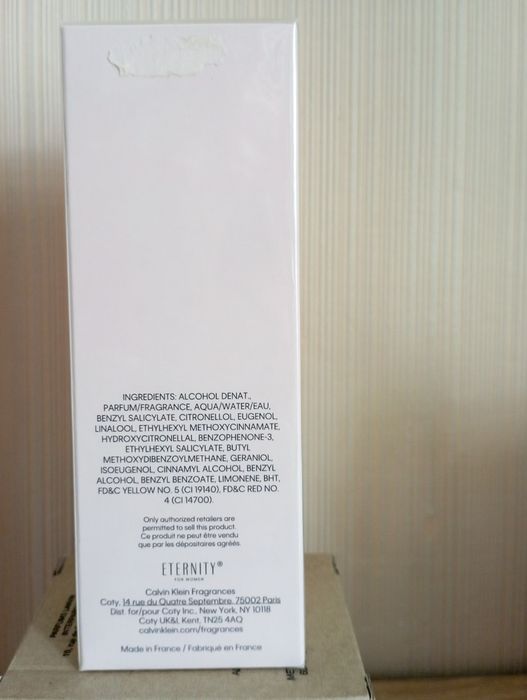 INGREDIENTS: ALCOHOL DENAT.,
PARFUM/FRAGRANCE, AQUA/WATER/EAU,
BENZYL SALICYLATE, CITRONELLOL, EUGENOL,
LINALOOL, ETHYLHEXYL METHOXYCINNAMATE,
HYDROXYCITRONELLAL, BENZOPHENONE-3,
ETHYLHEXYL SALICYLATE, BUTYL
METHOXYDIBENZOYLMETHANE, GERANIOL,
ISOEUGENOL, CINNAMYL ALCOHOL, BENZYL
ALCOHOL, BENZYL BENZOATE, LIMONENE, BHT,
FD&C YELLOW NO. 5 (CI 19140), FD&C RED NO.
4 (CI 14700).
Only authorized retailers are
permitted to sell this product.
Ce produit ne peut être vendu
que par les dépositaires agréés.
ETERNITY®
FOR WOMEN
Calvin Klein Fragrances
Coty, 14 rue du Quatre Septembre, 75002 Paris
Dist. for/pour Coty Inc., New York, NY 10118
Coty UK&I, Kent, TN25 4AQ
calvinklein.com/fragrances
Made in France / Fabriqué en France